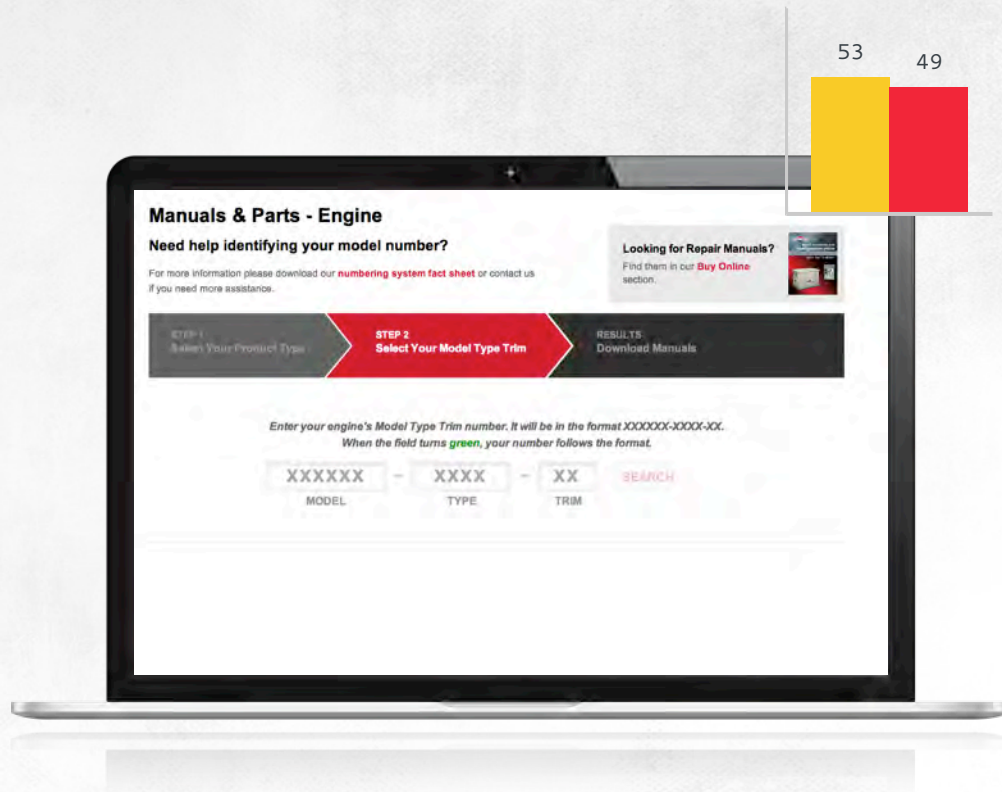 53
49
Manuals & Parts - Engine
Need help identifying your model number?
For more information please download our numbering system fact sheet or contact us
if you need more assistance.
Looking for Repair Manuals?
Find them in our Buy Online
section.
STEP 1
Select Your Product Type
STEP 2
Select Your Model Type Trim
RESULTS
Download Manuals
Enter your engine's Model Type Trim number. It will be in the format XXXXXX-XXXX-XX.
When the field turns green, your number follows the format.
XXXXXX - XXXX - XX SEARCH
MODEL TYPE TRIM